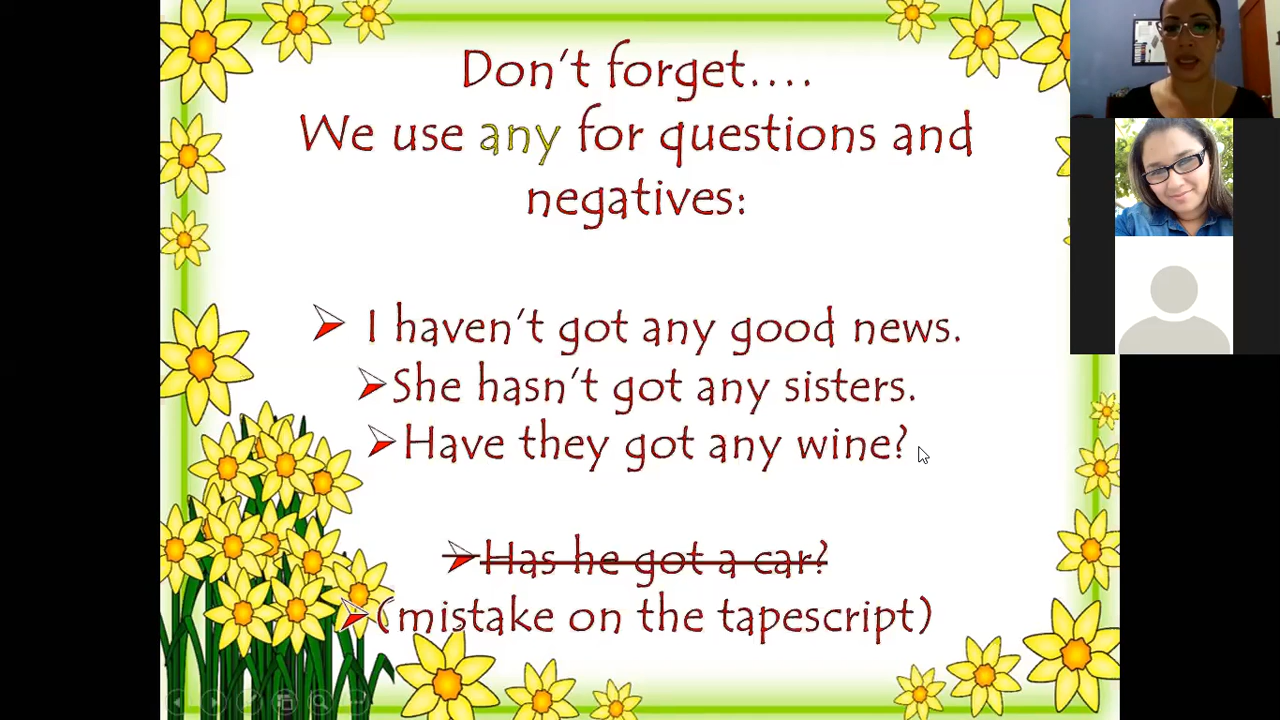 Don't forget....
We use any for questions and
negatives:
I haven't got any good news.
She hasn't got any sisters.
Have they got any wine?
Has he got a car?
(mistake on the tapescript)